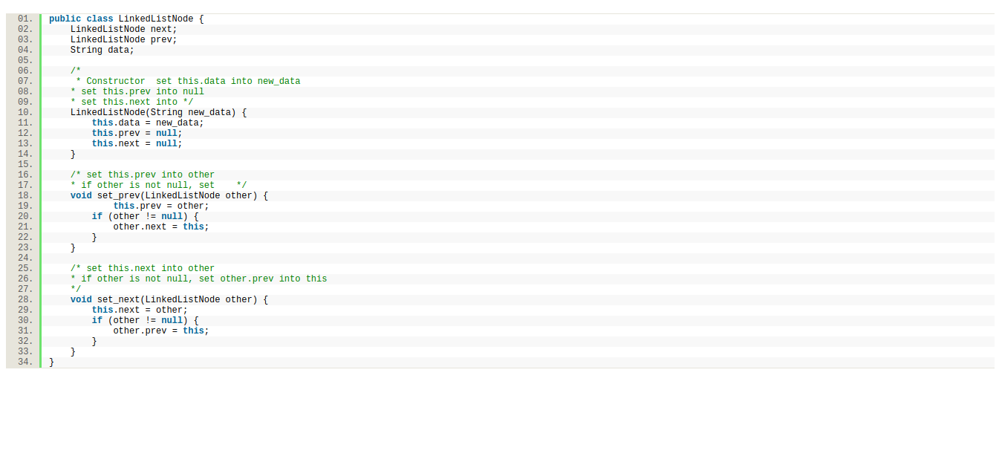 01. public class LinkedListNode {
02.     LinkedListNode next;
03.     LinkedListNode prev;
04.     String data;
05.
06.     /*
07.      * Constructor  set this.data into new_data
08.     * set this.prev into null
09.     * set this.next into */
10.     LinkedListNode(String new_data) {
11.         this.data = new_data;
12.         this.prev = null;
13.         this.next = null;
14.     }
15.
16.     /* set this.prev into other
17.     * if other is not null, set    */
18.     void set_prev(LinkedListNode other) {
19.             this.prev = other;
20.         if (other != null) {
21.             other.next = this;
22.         }
23.     }
24.
25.     /* set this.next into other
26.     * if other is not null, set other.prev into this
27.     */
28.     void set_next(LinkedListNode other) {
29.         this.next = other;
30.         if (other != null) {
31.             other.prev = this;
32.         }
33.     }
34. }